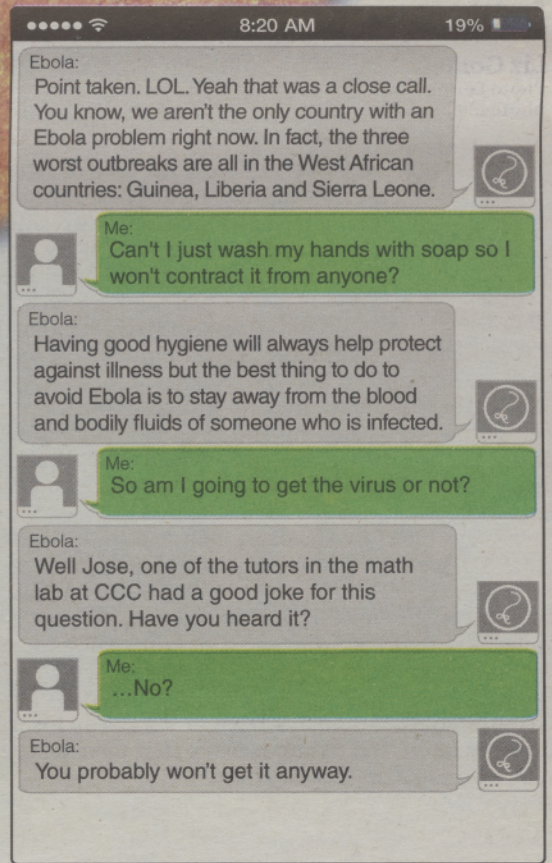 8:20 AM 19%
Ebola:
Point taken. LOL. Yeah that was a close call.
You know, we aren't the only country with an
Ebola problem right now. In fact, the three
worst outbreaks are all in the West African
countries: Guinea, Liberia and Sierra Leone.
Me:
Can't I just wash my hands with soap so I
won't contract it from anyone?
Ebola:
Having good hygiene will always help protect
against illness but the best thing to do to
avoid Ebola is to stay away from the blood
and bodily fluids of someone who is infected.
Me:
So am I going to get the virus or not?
Ebola:
Well Jose, one of the tutors in the math
lab at CCC had a good joke for this
question. Have you heard it?
Me:
...No?
Ebola:
You probably won't get it anyway.